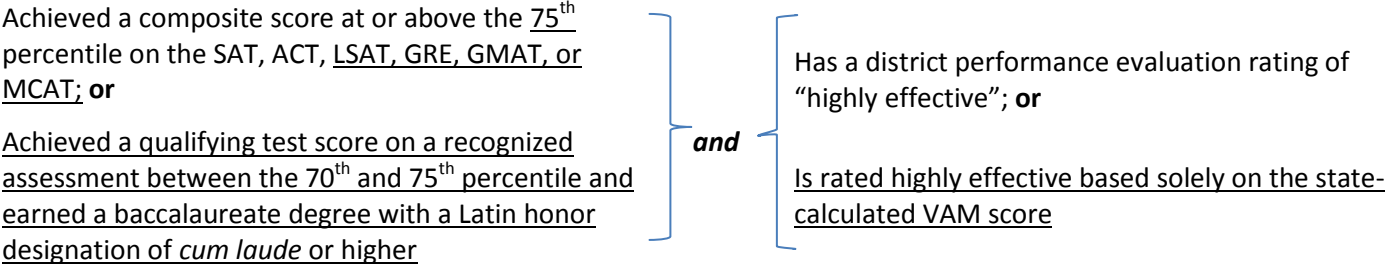 Achieved a composite score at or above the 75th
percentile on the SAT, ACT, LSAT, GRE, GMAT, or
MCAT; or
Achieved a qualifying test score on a recognized
assessment between the 70th and 75th percentile and
earned a baccalaureate degree with a Latin honor
designation of cum laude or higher
and
Has a district performance evaluation rating of
“highly effective”; or
Is rated highly effective based solely on the state-
calculated VAM score